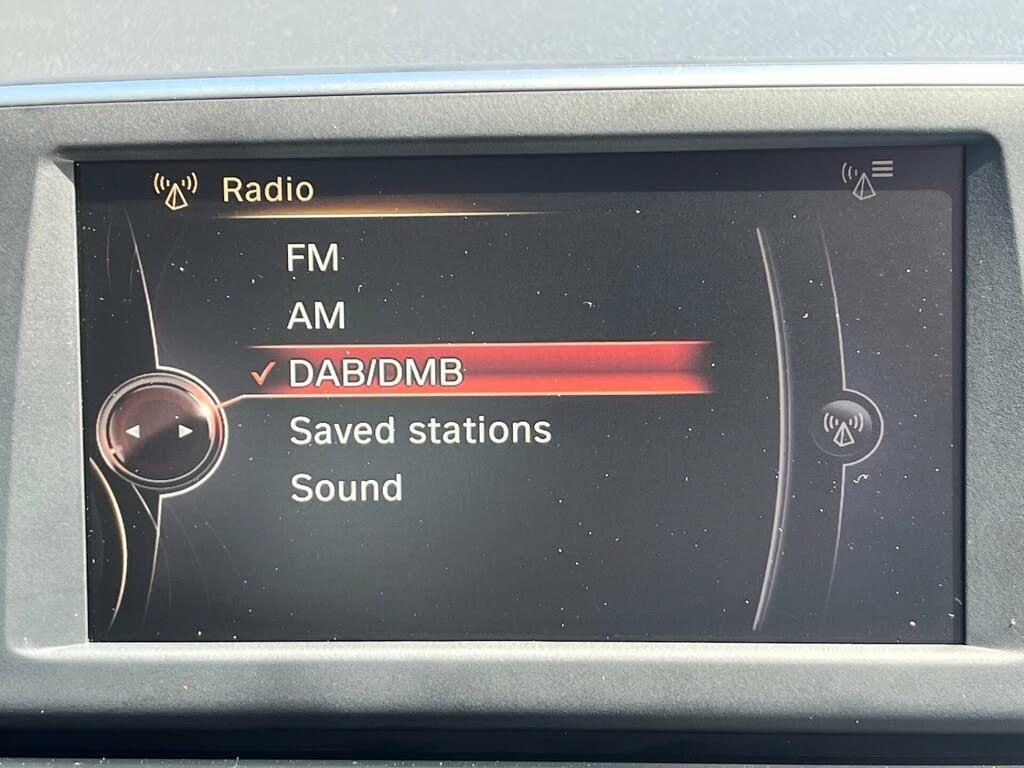 Radio
FM
AM
✓ DAB/DMB
Saved stations
Sound